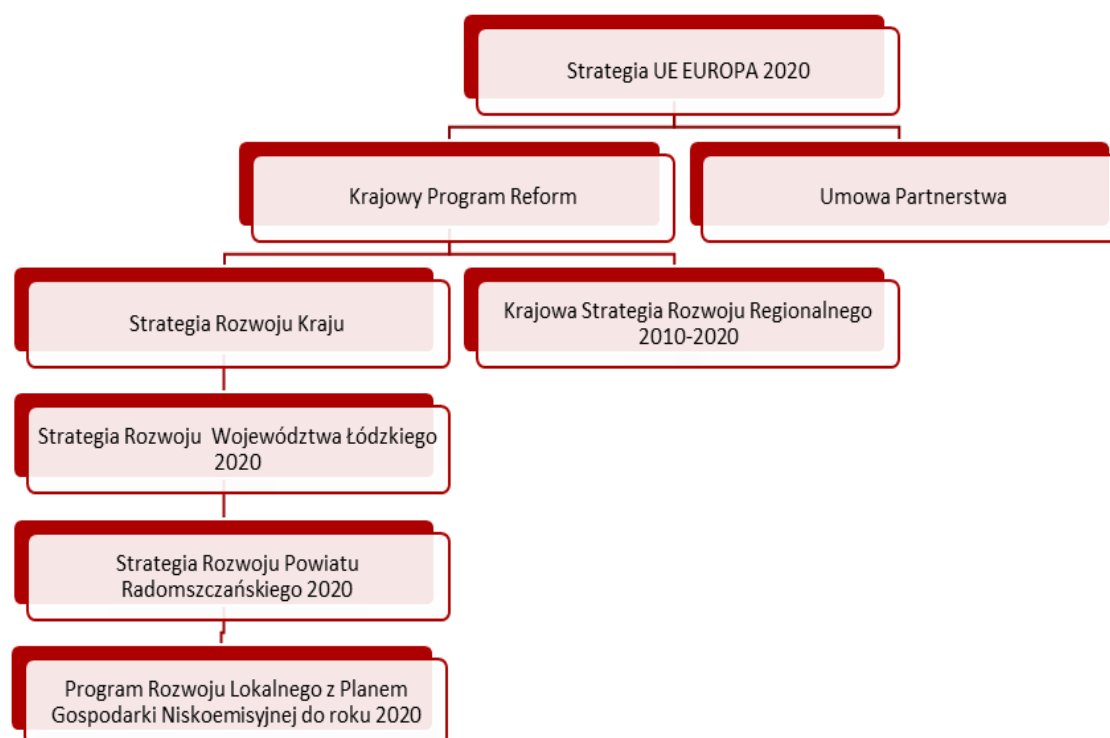 Strategia UE EUROPA 2020
Krajowy Program Reform
Umowa Partnerstwa
Strategia Rozwoju Kraju
Krajowa Strategia Rozwoju Regionalnego
2010-2020
Strategia Rozwoju  Województwa Łódzkiego
2020
Strategia Rozwoju Powiatu
Radomszczańskiego 2020
Program Rozwoju Lokalnego z Planem
Gospodarki Niskoemisyjnej do roku 2020